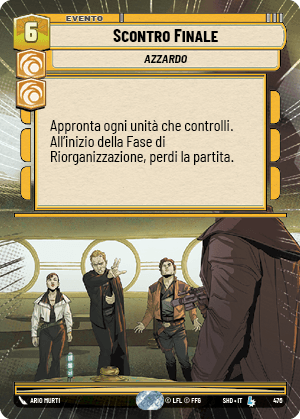 EVENTO
6
SCONTRO FINALE
AZZARDO
Appronta ogni unità che controlli.
All'inizio della Fase di
Riorganizzazione, perdi la partita.
ARIO MURTI
© LFL © FFG
SHD • IT
476